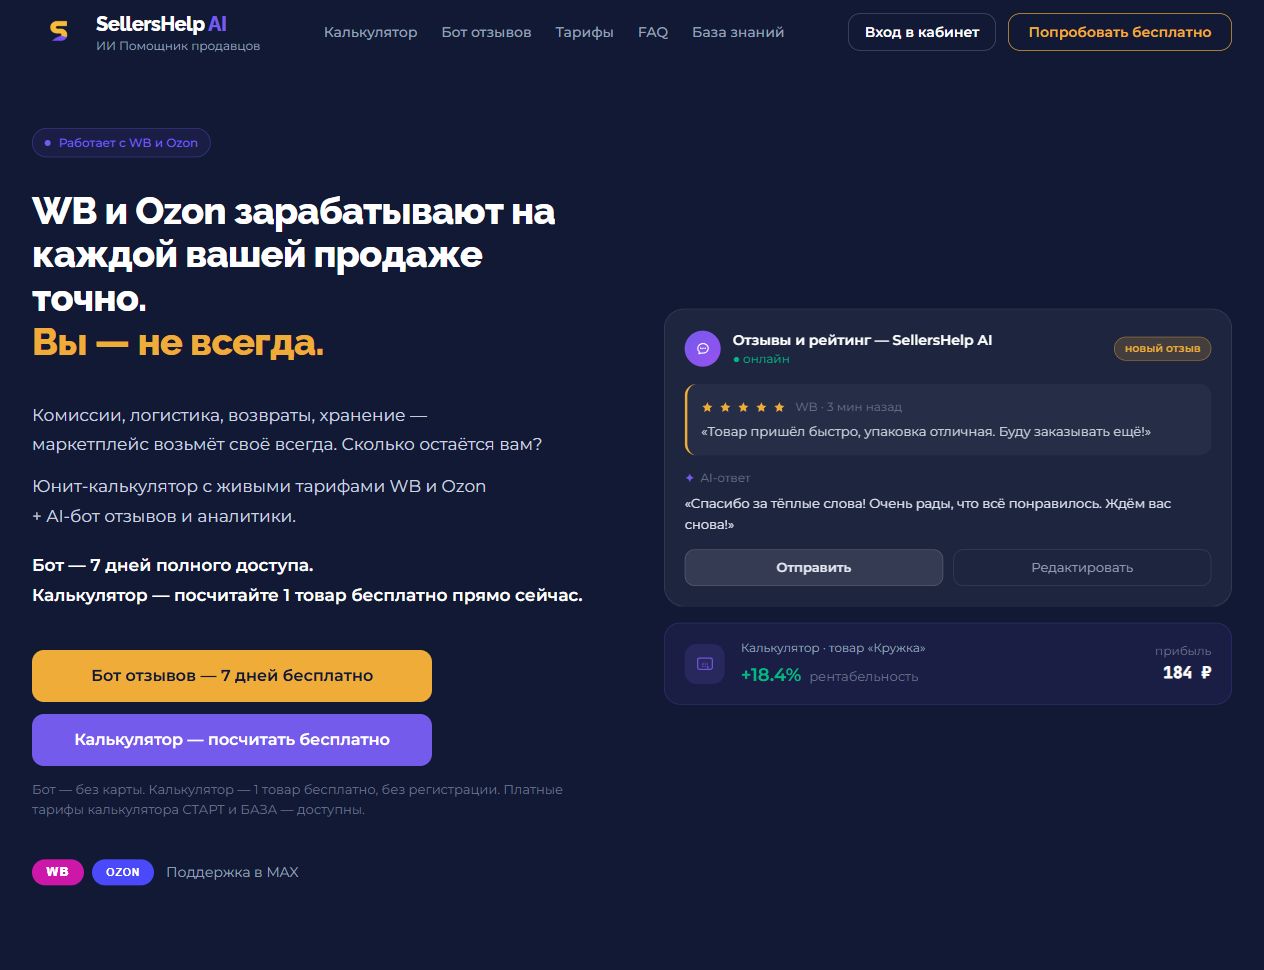 SellersHelp AI
ИИ Помощник продавцов
Калькулятор
Бот отзывов
Тарифы
FAQ
База знаний
Вход в кабинет
Попробовать бесплатно
Работает с WB и Ozon
WB и Ozon зарабатывают на
каждой вашей продаже
точно.
Вы — не всегда.
Комиссии, логистика, возвраты, хранение —
маркетплейс возьмёт своё всегда. Сколько остаётся вам?
Юнит-калькулятор с живыми тарифами WB и Ozon
+ AI-бот отзывов и аналитики.
Бот — 7 дней полного доступа.
Калькулятор — посчитайте 1 товар бесплатно прямо сейчас.
Бот отзывов — 7 дней бесплатно
Калькулятор — посчитать бесплатно
Бот — без карты. Калькулятор — 1 товар бесплатно, без регистрации. Платные
тарифы калькулятора СТАРТ и БАЗА — доступны.
WB
OZON
Поддержка в MAX
Отзывы и рейтинг — SellersHelp AI
онлайн
новый отзыв
WB · 3 мин назад
«Товар пришёл быстро, упаковка отличная. Буду заказывать ещё!»
AI-ответ
«Спасибо за тёплые слова! Очень рады, что всё понравилось. Ждём вас
снова!»
Отправить
Редактировать
Калькулятор · товар «Кружка»
+18.4% рентабельность
прибыль
184 ₽